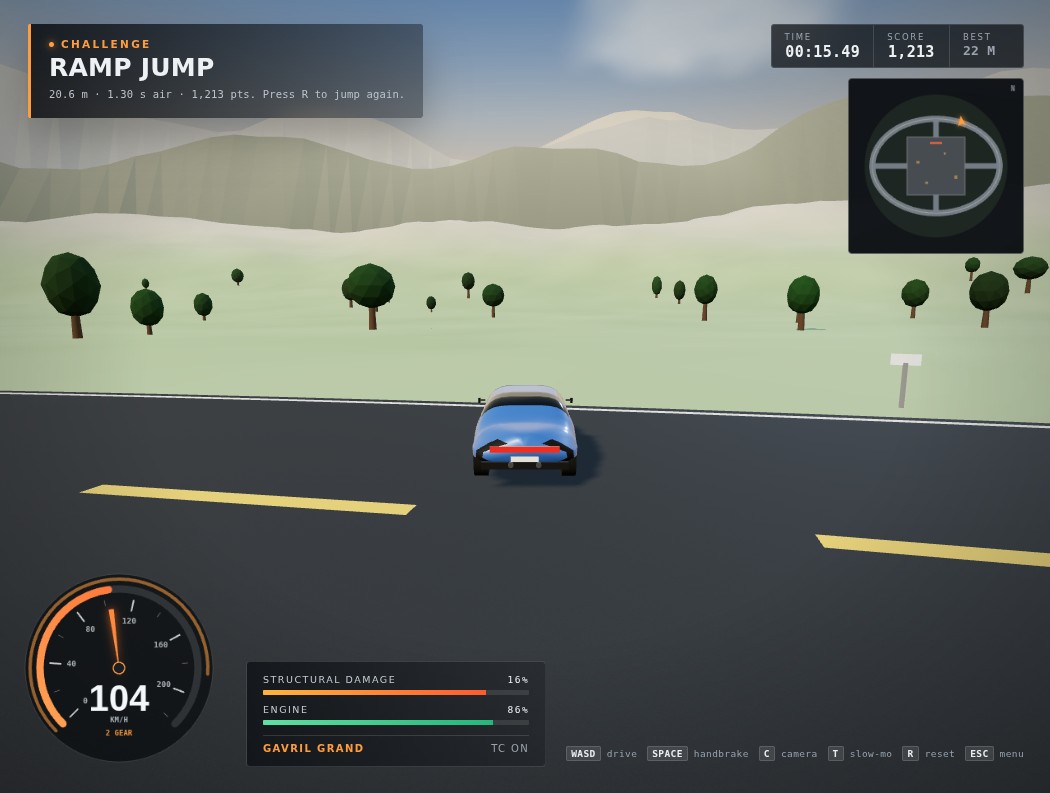 CHALLENGE
RAMP JUMP
20.6 m · 1.30 s air · 1,213 pts. Press R to jump again.
TIME
00:15.49
SCORE
1,213
BEST
22 M
N
0
40
80
120
160
200
104
KM/H
2 GEAR
STRUCTURAL DAMAGE 16%
ENGINE 86%
GAVRIL GRAND TC ON
WASD drive SPACE handbrake C camera T slow-mo R reset ESC menu